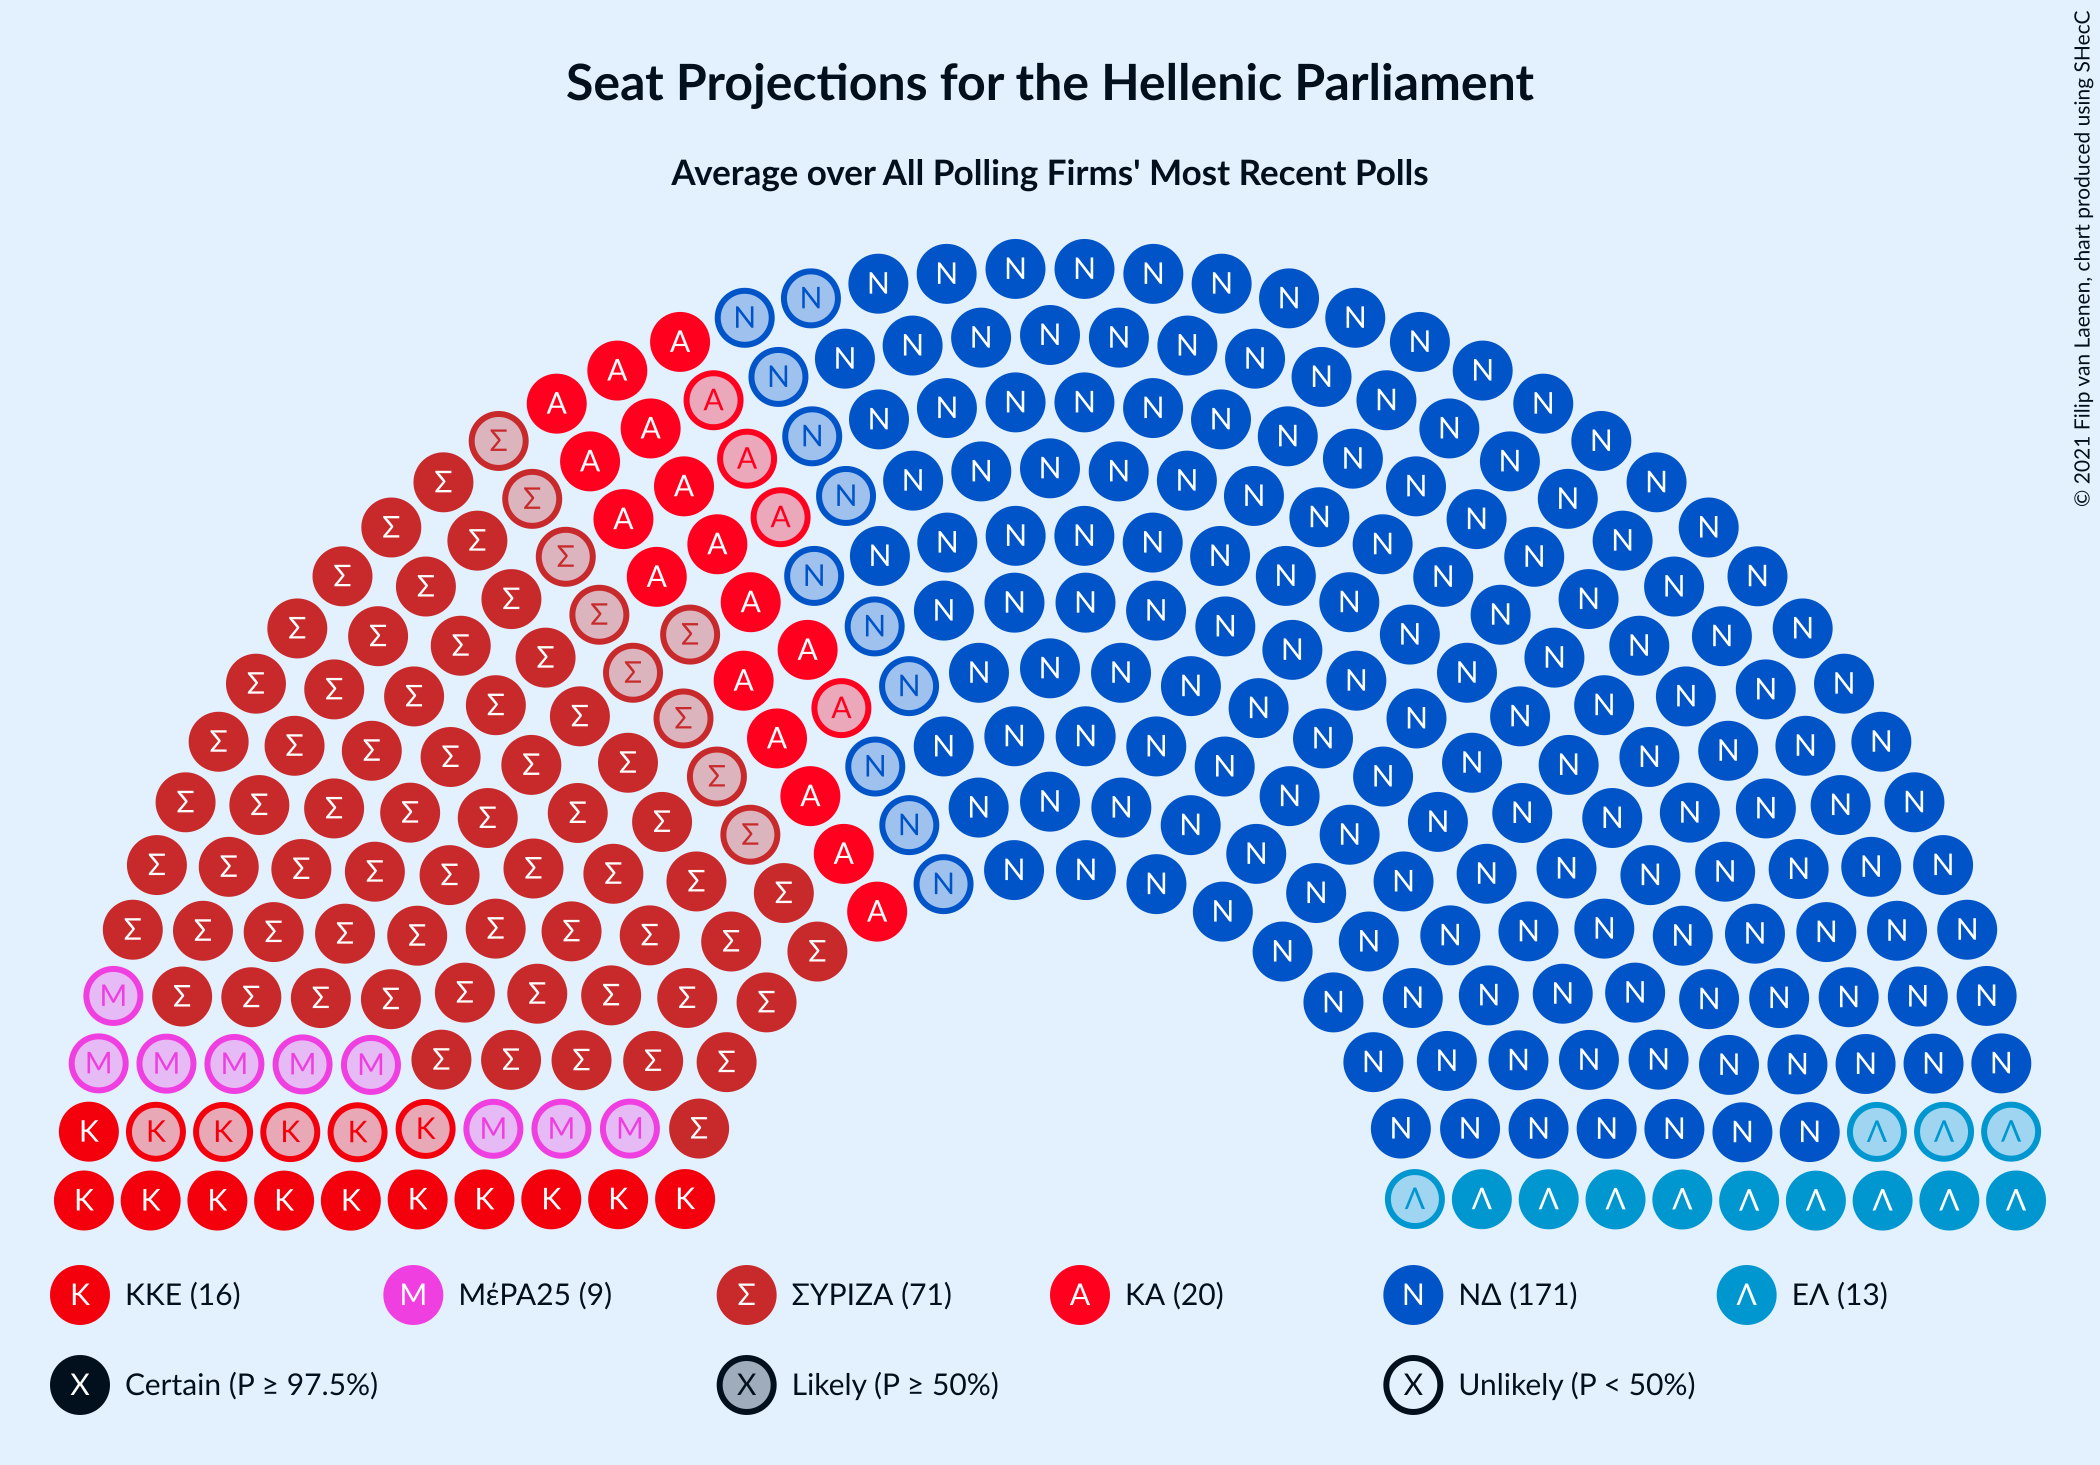 Seat Projections for the Hellenic Parliament
Average over All Polling Firms' Most Recent Polls
© 2021 Filip van Laenen, chart produced using SHecC
Κ ΚΚΕ (16)
Μ ΜέΡΑ25 (9)
Σ ΣΥΡΙΖΑ (71)
Α ΚΑ (20)
Ν ΝΔ (171)
Λ ΕΛ (13)
X Certain (P ≥ 97.5%)
X Likely (P ≥ 50%)
X Unlikely (P < 50%)